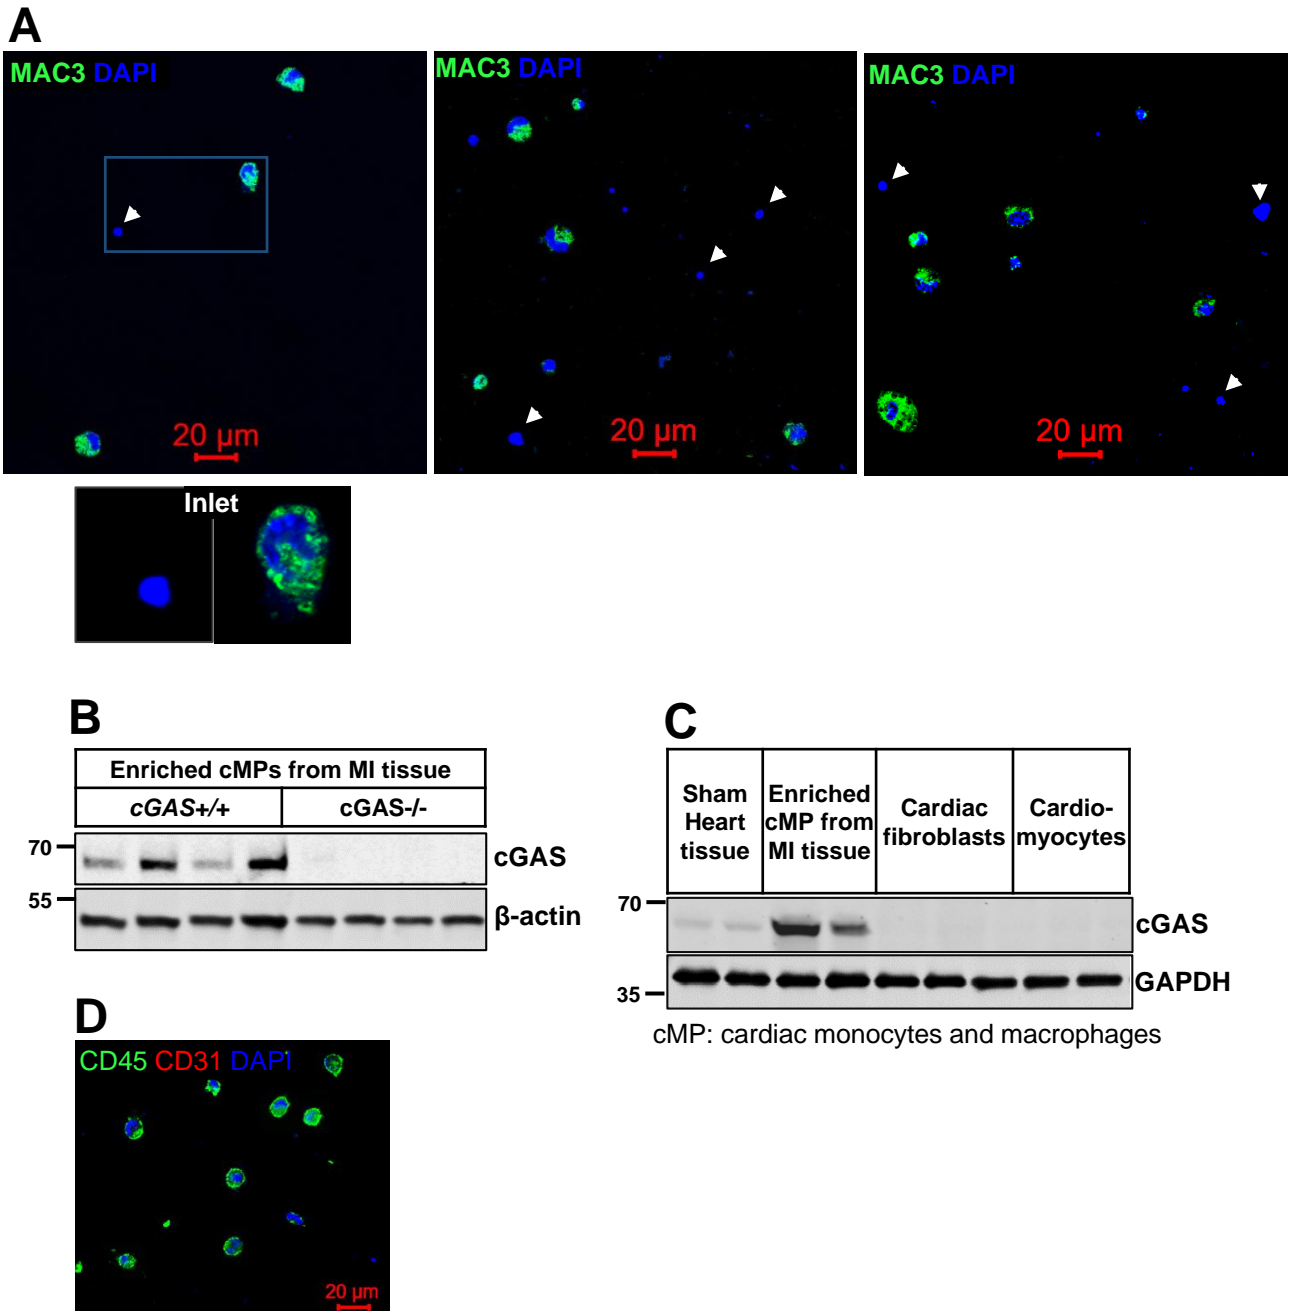 A
MAC3 DAPI
MAC3 DAPI
MAC3 DAPI
20 µm
20 µm
20 µm
Inlet
B
Enriched cMPs from MI tissue
cGAS+/+
cGAS-/-
70
cGAS
55
β-actin
C
Sham
Heart
tissue
Enriched
cMP from
MI tissue
Cardiac
fibroblasts
Cardio-
myocytes
70
cGAS
35
GAPDH
cMP: cardiac monocytes and macrophages
D
CD45 CD31 DAPI
20 µm